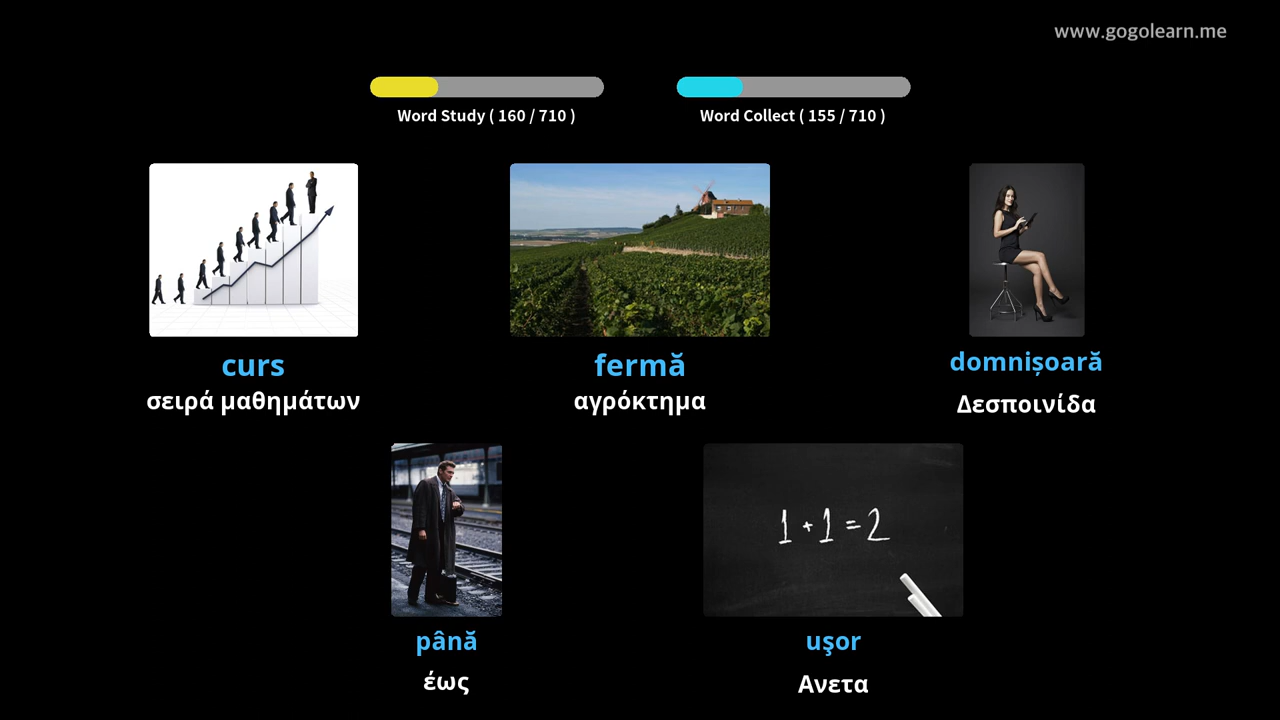 www.gogolearn.me
Word Study ( 160 / 710 )
Word Collect ( 155 / 710 )
curs
σειρά μαθημάτων
fermă
αγρόκτημα
domnișoară
Δεσποινίδα
1 + 1 = 2
până
έως
uşor
Ανετα